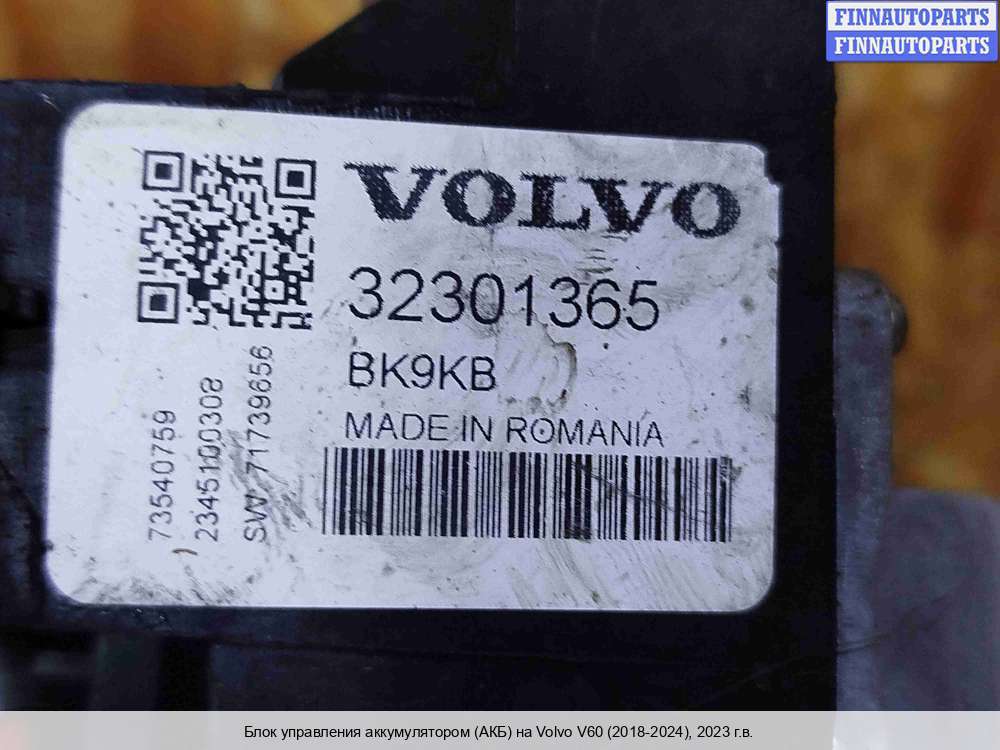 FINNAUTOPARTS
FINNAUTOPARTS
VOLVO
32301365
BK9KB
MADE IN ROMANIA
73540759
2345100308
SW 71739656
Блок управления аккумулятором (АКБ) на Volvo V60 (2018-2024), 2023 г.в.